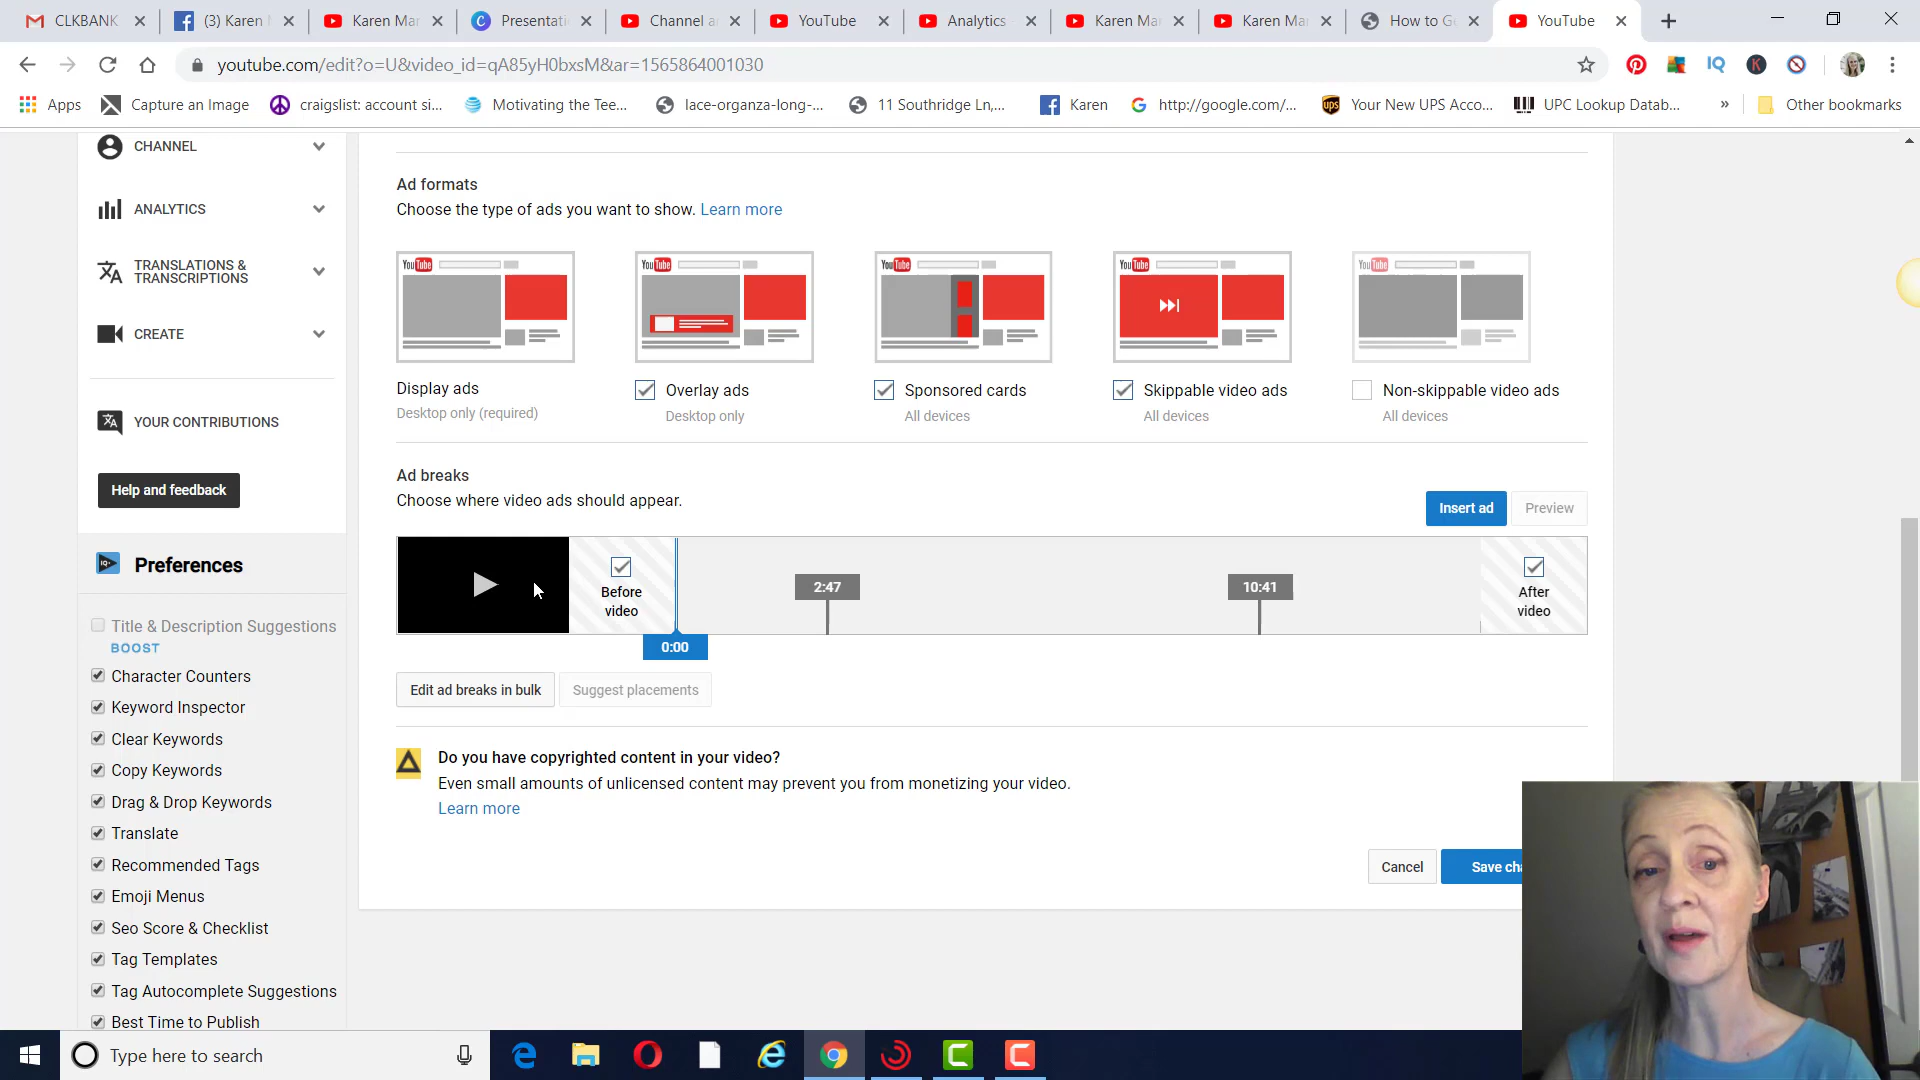 CLKBANK
(3) Karen M
Karen Mar
Presentati
Channel a
YouTube
Analytics
Karen Mar
Karen Mar
How to Ge
YouTube
youtube.com/edit?o=U&video_id=qA85yH0bxsM&ar=1565864001030
Apps
Capture an Image
craigslist: account si...
Motivating the Tee...
lace-organza-long-...
11 Southridge Ln,...
Karen
http://google.com/...
Your New UPS Acco...
UPC Lookup Datab...
»
Other bookmarks
CHANNEL
ANALYTICS
TRANSLATIONS &
TRANSCRIPTIONS
CREATE
YOUR CONTRIBUTIONS
Help and feedback
Preferences
Title & Description Suggestions
BOOST
Character Counters
Keyword Inspector
Clear Keywords
Copy Keywords
Drag & Drop Keywords
Translate
Recommended Tags
Emoji Menus
Seo Score & Checklist
Tag Templates
Tag Autocomplete Suggestions
Best Time to Publish
Ad formats
Choose the type of ads you want to show. Learn more
YouTube
YouTube
YouTube
YouTube
YouTube
Display ads
Desktop only (required)
Overlay ads
Desktop only
Sponsored cards
All devices
Skippable video ads
All devices
Non-skippable video ads
All devices
Ad breaks
Choose where video ads should appear.
Insert ad
Preview
Before
video
2:47
10:41
After
video
0:00
Edit ad breaks in bulk
Suggest placements
Do you have copyrighted content in your video?
Even small amounts of unlicensed content may prevent you from monetizing your video.
Learn more
Cancel
Save cha
Type here to search